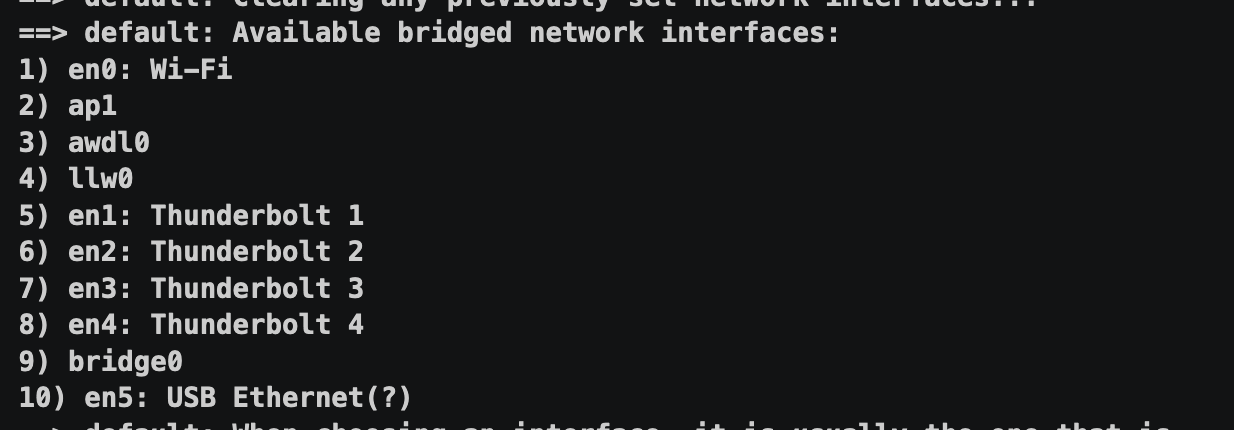 ==> default: Clearing any previously set network interfaces...
==> default: Available bridged network interfaces:
1) en0: Wi-Fi
2) ap1
3) awdl0
4) llw0
5) en1: Thunderbolt 1
6) en2: Thunderbolt 2
7) en3: Thunderbolt 3
8) en4: Thunderbolt 4
9) bridge0
10) en5: USB Ethernet(?)
==> default: When choosing an interface, it is usually the one that is